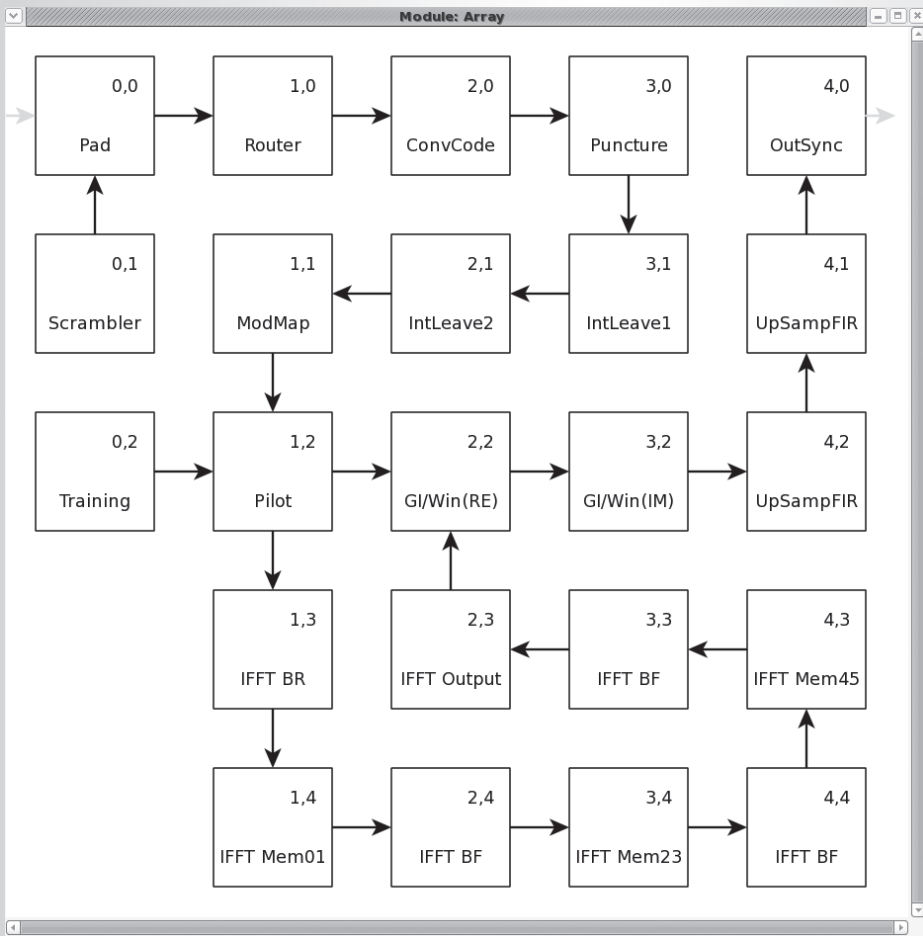 Module: Array
0,0
Pad
1,0
Router
2,0
ConvCode
3,0
Puncture
4,0
OutSync
0,1
Scrambler
1,1
ModMap
2,1
IntLeave2
3,1
IntLeave1
4,1
UpSampFIR
0,2
Training
1,2
Pilot
2,2
GI/Win(RE)
3,2
GI/Win(IM)
4,2
UpSampFIR
1,3
IFFT BR
2,3
IFFT Output
3,3
IFFT BF
4,3
IFFT Mem45
1,4
IFFT Mem01
2,4
IFFT BF
3,4
IFFT Mem23
4,4
IFFT BF